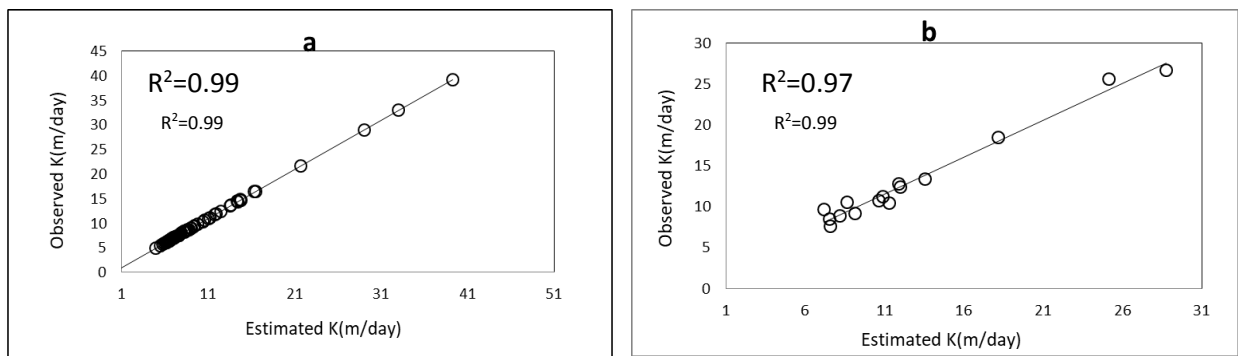 a
45
40
35
30
25
20
15
10
5
0
R²=0.99
R²=0.99
Observed K(m/day)
1 11 21 31 41 51
Estimated K(m/day)
b
30
25
20
15
10
5
0
R²=0.97
R²=0.99
Observed K(m/day)
1 6 11 16 21 26 31
Estimated K(m/day)